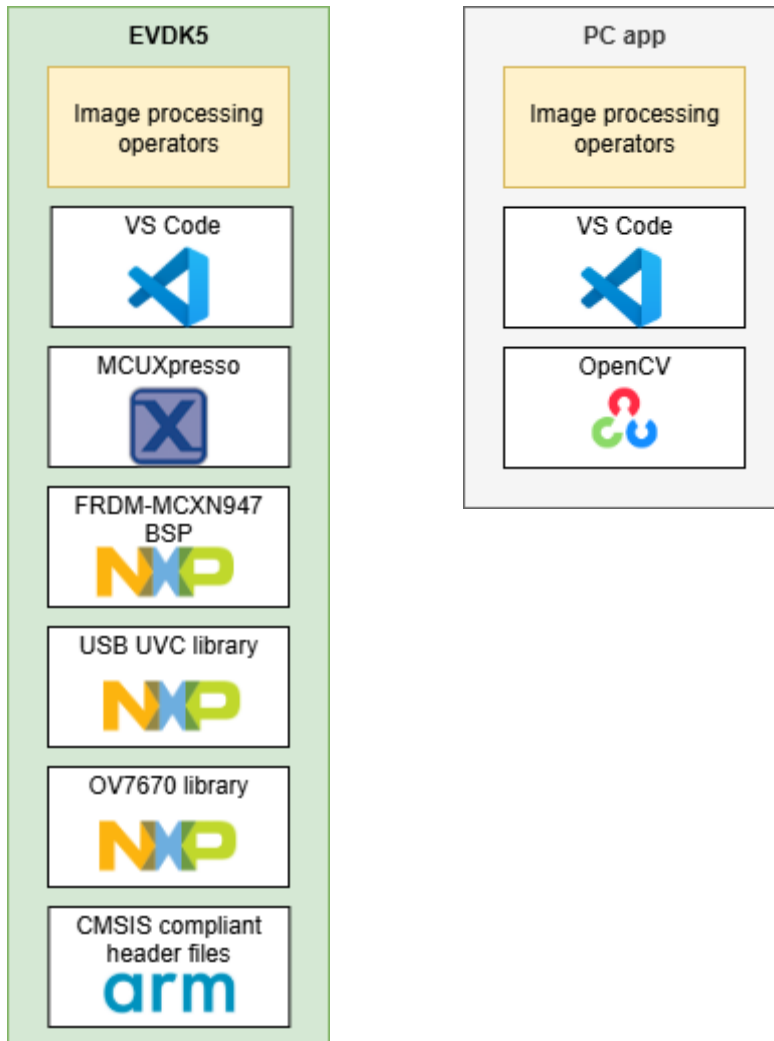 EVDK5
Image processing
operators
VS Code
MCUXpresso
X
FRDM-MCXN947
BSP
NXP
USB UVC library
NXP
OV7670 library
NXP
CMSIS compliant
header files
arm
PC app
Image processing
operators
VS Code
OpenCV